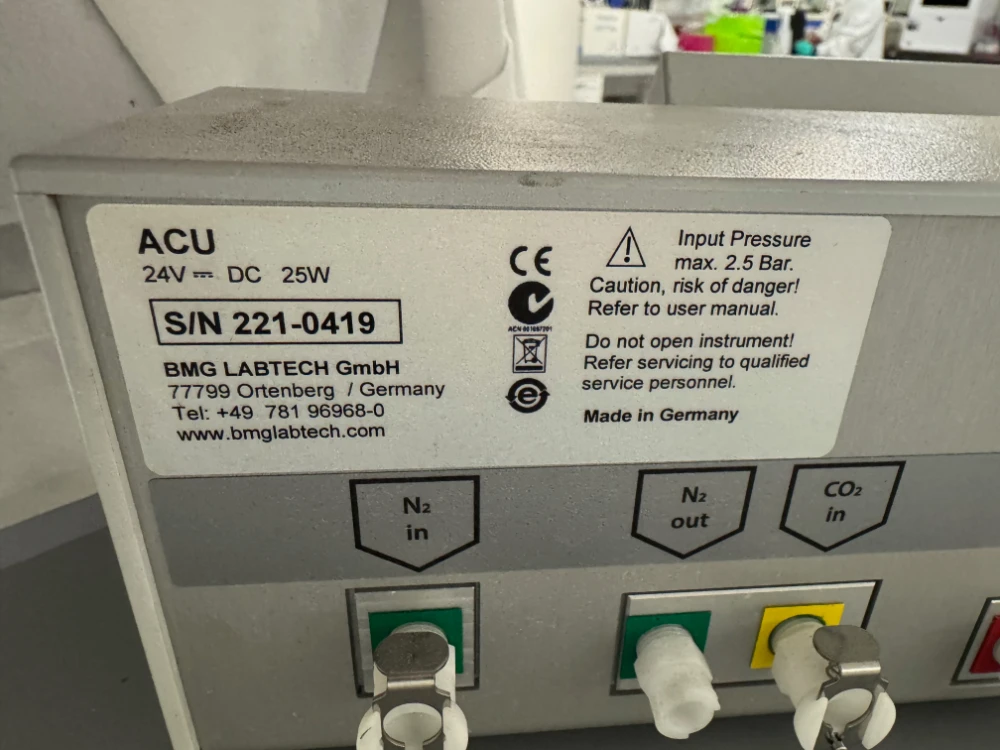 ACU
24V ⎓ DC 25W
S/N 221-0419
BMG LABTECH GmbH
77799 Ortenberg / Germany
Tel: +49 781 96968-0
www.bmglabtech.com
CE
Input Pressure
max. 2.5 Bar.
Caution, risk of danger!
Refer to user manual.
Do not open instrument!
Refer servicing to qualified
service personnel.
Made in Germany
N₂
in
N₂
out
CO₂
in